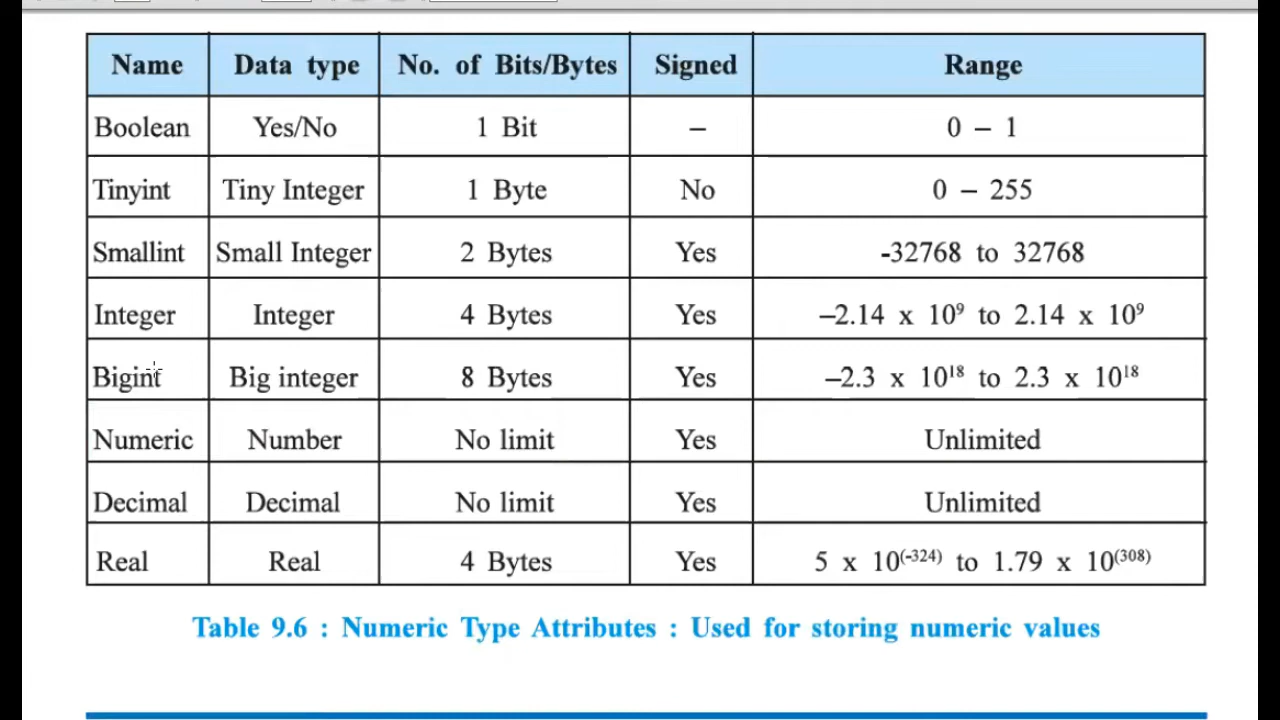 Name Data type No. of Bits/Bytes Signed Range
Boolean Yes/No 1 Bit – 0 – 1
Tinyint Tiny Integer 1 Byte No 0 – 255
Smallint Small Integer 2 Bytes Yes -32768 to 32768
Integer Integer 4 Bytes Yes –2.14 x 10⁹ to 2.14 x 10⁹
Bigint Big integer 8 Bytes Yes –2.3 x 10¹⁸ to 2.3 x 10¹⁸
Numeric Number No limit Yes Unlimited
Decimal Decimal No limit Yes Unlimited
Real Real 4 Bytes Yes 5 x 10⁽⁻³²⁴⁾ to 1.79 x 10⁽³⁰⁸⁾
Table 9.6 : Numeric Type Attributes : Used for storing numeric values